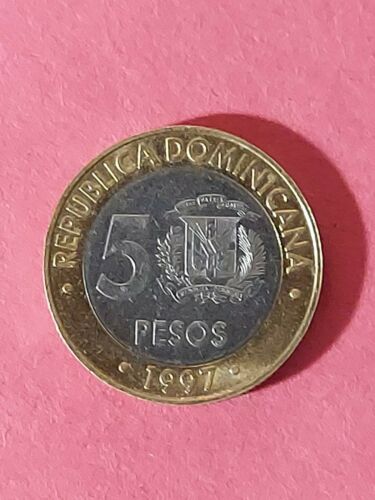 REPUBLICA DOMINICANA
5
PESOS
1997